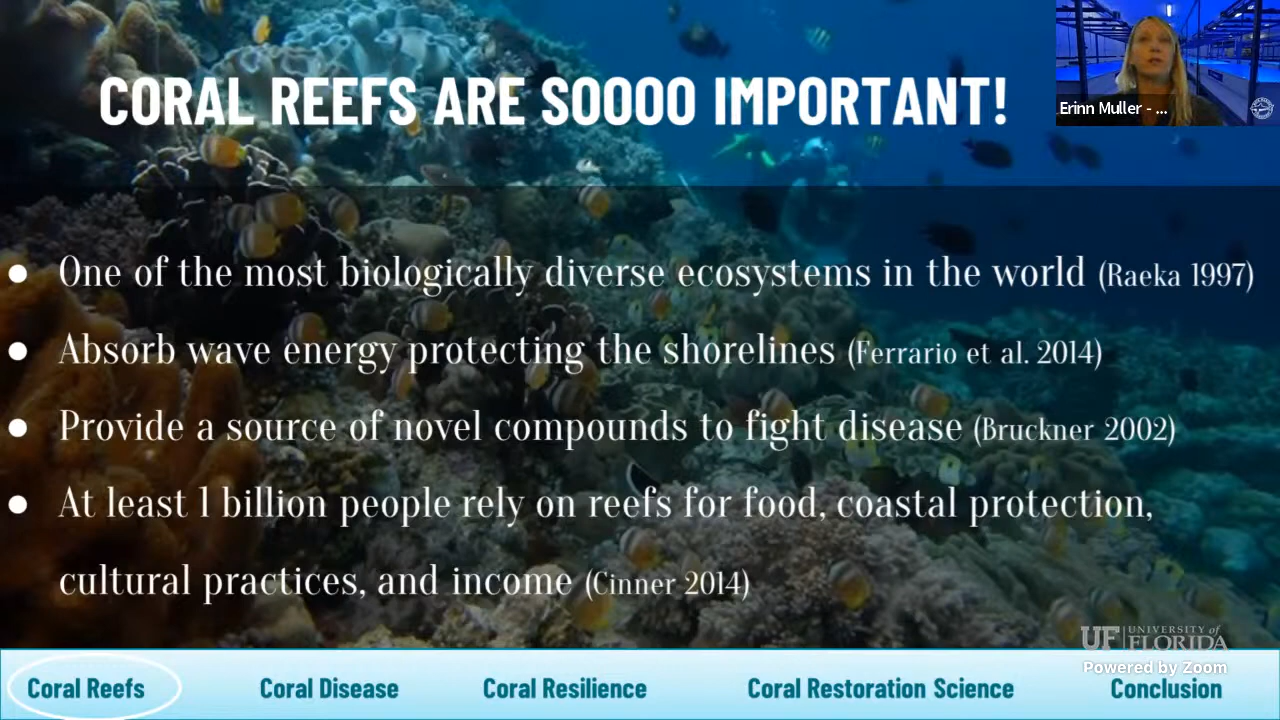 CORAL REEFS ARE SOOOO IMPORTANT!
Erinn Muller - ...
● One of the most biologically diverse ecosystems in the world (Raeka 1997)
● Absorb wave energy protecting the shorelines (Ferrario et al. 2014)
● Provide a source of novel compounds to fight disease (Bruckner 2002)
● At least 1 billion people rely on reefs for food, coastal protection,
cultural practices, and income (Cinner 2014)
UF UNIVERSITY of
FLORIDA
Powered by Zoom
Coral Reefs Coral Disease Coral Resilience Coral Restoration Science Conclusion